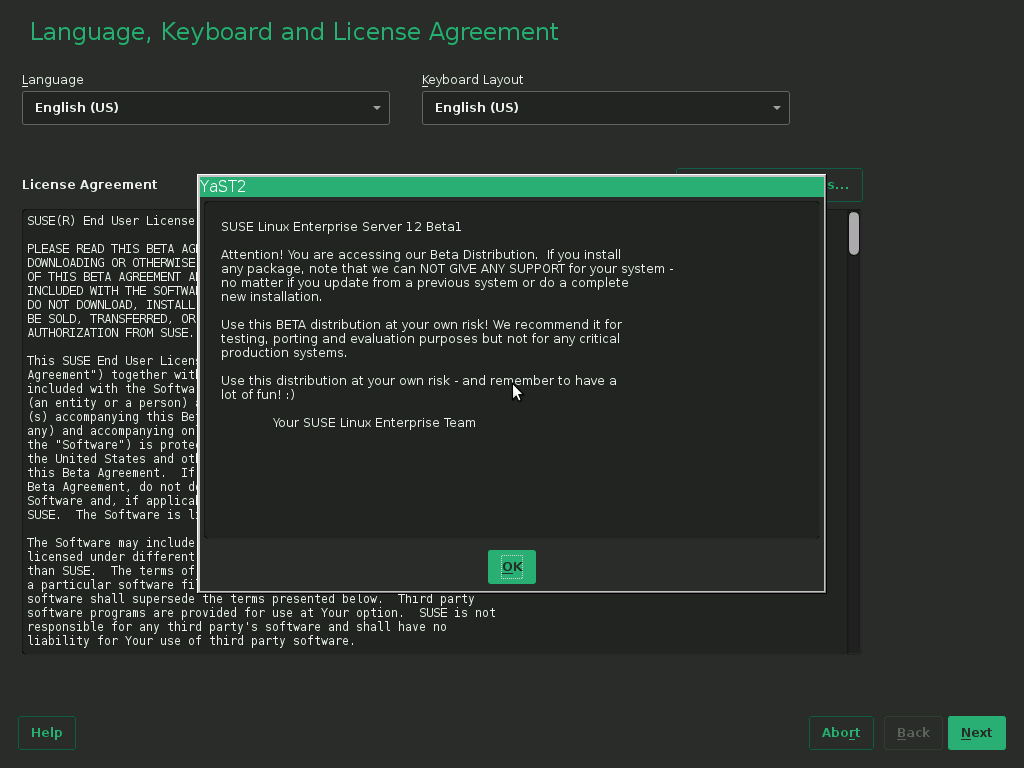 Language, Keyboard and License Agreement
Language
Keyboard Layout
English (US)
English (US)
License Agreement
s...
YaST2
SUSE Linux Enterprise Server 12 Beta1
Attention! You are accessing our Beta Distribution.  If you install
any package, note that we can NOT GIVE ANY SUPPORT for your system -
no matter if you update from a previous system or do a complete
new installation.
Use this BETA distribution at your own risk! We recommend it for
testing, porting and evaluation purposes but not for any critical
production systems.
Use this distribution at your own risk - and remember to have a
lot of fun! :)
Your SUSE Linux Enterprise Team
OK
SUSE(R) End User License
PLEASE READ THIS BETA
DOWNLOADING OR OTHERWISE
OF THIS BETA AGREEMENT
INCLUDED WITH THE
DO NOT DOWNLOAD, INSTALL
BE SOLD, TRANSFERRED, OR
AUTHORIZATION FROM SUSE.
This SUSE End User
Agreement") together
included with the
(an entity or a person)
(s) accompanying this
any) and accompanying
the "Software") is
the United States and
this Beta Agreement.  If
Beta Agreement, do not
Software and, if
SUSE.  The Software is
The Software may include
licensed under different
than SUSE.  The terms of
a particular software
software shall supersede the terms presented below.  Third party
software programs are provided for use at Your option.  SUSE is not
responsible for any third party's software and shall have no
liability for Your use of third party software.
Help
Abort
Back
Next